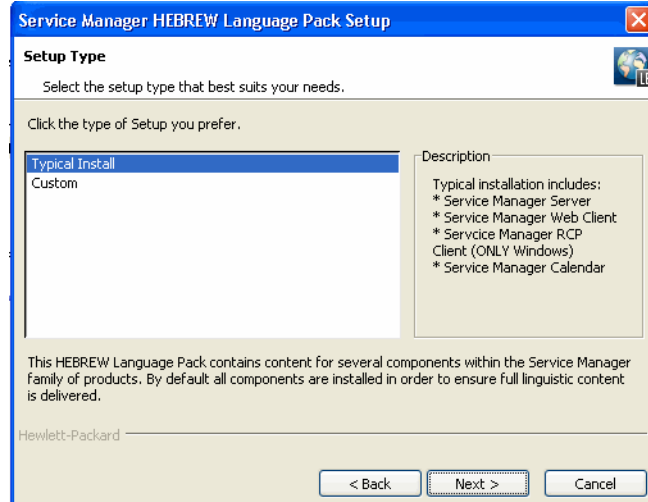 Service Manager HEBREW Language Pack Setup
Setup Type
Select the setup type that best suits your needs.
Click the type of Setup you prefer.
Typical Install
Custom
Description
Typical installation includes:
* Service Manager Server
* Service Manager Web Client
* Servcice Manager RCP
Client (ONLY Windows)
* Service Manager Calendar
This HEBREW Language Pack contains content for several components within the Service Manager
family of products. By default all components are installed in order to ensure full linguistic content
is delivered.
Hewlett-Packard
< Back
Next >
Cancel